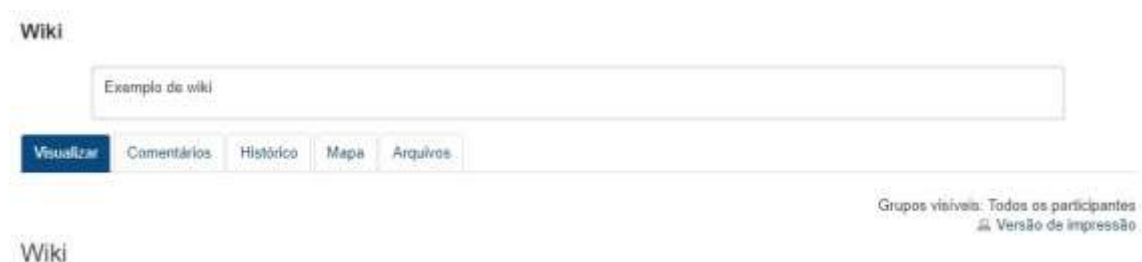 Wiki
Exemplo de wiki
Visualizar Comentários Histórico Mapa Arquivos
Grupos visíveis: Todos os participantes
Versão de impressão
Wiki